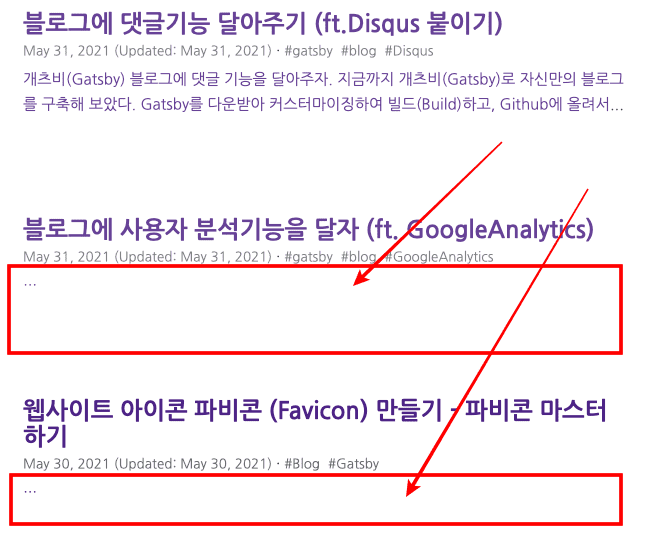 블로그에 댓글기능 달아주기 (ft.Disqus 붙이기)
May 31, 2021 (Updated: May 31, 2021) · #gatsby #blog #Disqus
개츠비(Gatsby) 블로그에 댓글 기능을 달아주자. 지금까지 개츠비(Gatsby)로 자신만의 블로그
를 구축해 보았다. Gatsby를 다운받아 커스터마이징하여 빌드(Build)하고, Github에 올려서...
블로그에 사용자 분석기능을 달자 (ft. GoogleAnalytics)
May 31, 2021 (Updated: May 31, 2021) · #gatsby #blog #GoogleAnalytics
...
웹사이트 아이콘 파비콘 (Favicon) 만들기 - 파비콘 마스터
하기
May 30, 2021 (Updated: May 30, 2021) · #Blog #Gatsby
...